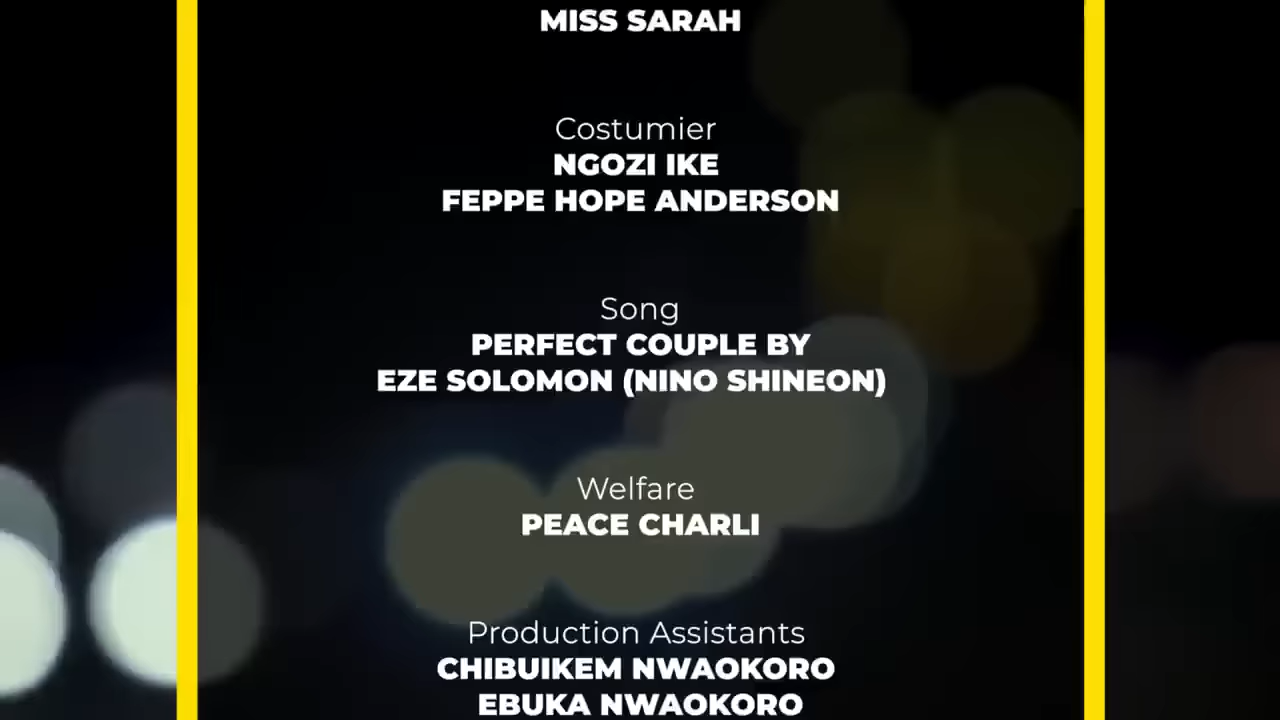 MISS SARAH
Costumier
NGOZI IKE
FEPPE HOPE ANDERSON
Song
PERFECT COUPLE BY
EZE SOLOMON (NINO SHINEON)
Welfare
PEACE CHARLI
Production Assistants
CHIBUIKEM NWAOKORO
EBUKA NWAOKORO